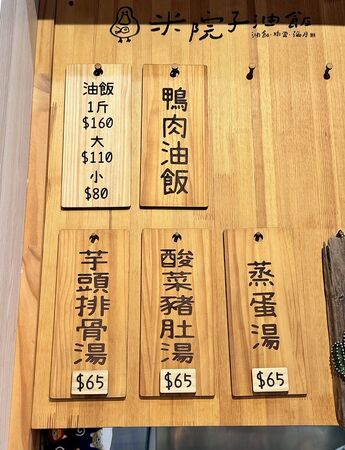 米院子油飯
油飯
1斤
$160
大
$110
小
$80
鴨肉油飯
芋頭排骨湯
$65
酸菜豬肚湯
$65
蒸蛋湯
$65